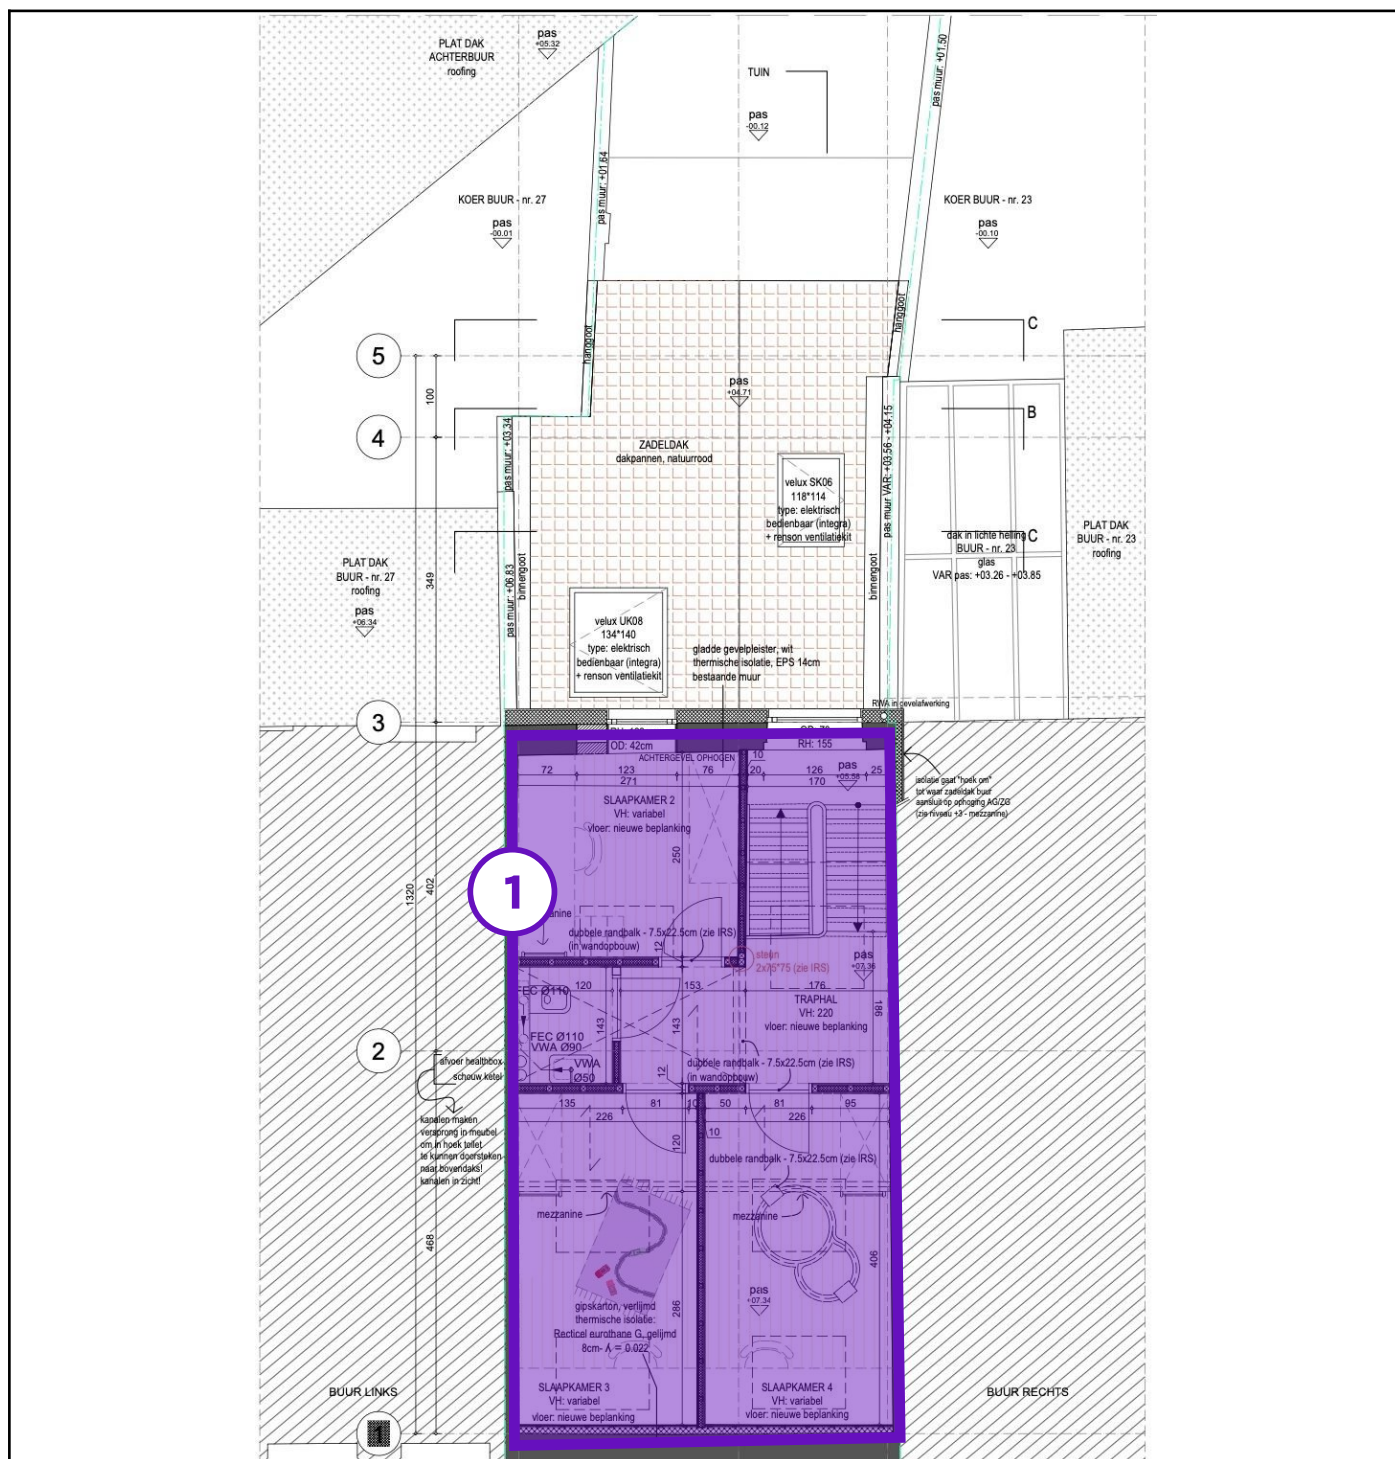 PLAT DAK
ACHTERBUUR
roofing
pas
+05.32
TUIN
pas
-00.12
pas muur: +01.50
pas muur: +01.64
KOER BUUR - nr. 27
pas
-00.01
KOER BUUR - nr. 23
pas
-00.10
hanggoot
hanggoot
C
5
100
pas
+04.71
B
4
pas muur: +03.34
pas muur VAR: +03.56 - +04.15
ZADELDAK
dakpannen, natuurrood
velux SK06
118*114
type: elektrisch
bedienbaar (integra)
+ renson ventilatiekit
PLAT DAK
BUUR - nr. 23
roofing
dak in lichte helling
C
BUUR - nr. 23
glas
VAR pas: +03.26 - +03.85
PLAT DAK
BUUR - nr. 27
roofing
pas
+06.34
349
pas muur: +06.83
binnengoot
binnengoot
velux UK08
134*140
type: elektrisch
bedienbaar (integra)
+ renson ventilatiekit
gladde gevelpleister, wit
thermische isolatie, EPS 14cm
bestaande muur
RWA in gevelafwerking
3
OD: 42cm
RH: 155
ACHTERGEVEL OPHOGEN
10
72
123
76
20
126
25
271
170
pas
+05.58
isolatie gaat "hoek om"
tot waar zadeldak buur
aansluit op ophoging AG/ZG
(zie niveau +3 - mezzanine)
SLAAPKAMER 2
VH: variabel
vloer: nieuwe beplanking
250
1320
402
1
dubbele randbalk - 7.5x22.5cm (zie IRS)
(in wandopbouw)
12
steun
2x75*75 (zie IRS)
pas
+07.36
FEC Ø110
120
153
176
TRAPHAL
VH: 220
vloer: nieuwe beplanking
186
143
143
FEC Ø110
VWA Ø90
VWA
Ø50
2
afvoer healthbox
schouw ketel
dubbele randbalk - 7.5x22.5cm (zie IRS)
(in wandopbouw)
12
135
81
10
50
81
95
226
226
kanalen maken
versprong in meubel
om in hoek toilet
te kunnen doorsteken
naar bovendaks!
kanalen in zicht!
120
10
dubbele randbalk - 7.5x22.5cm (zie IRS)
mezzanine
mezzanine
468
406
286
pas
+07.34
gipskarton, verlijmd
thermische isolatie:
Recticel eurothane G, gelijmd
8cm- ʎ = 0.022
BUUR LINKS
SLAAPKAMER 3
VH: variabel
vloer: nieuwe beplanking
SLAAPKAMER 4
VH: variabel
vloer: nieuwe beplanking
BUUR RECHTS
1